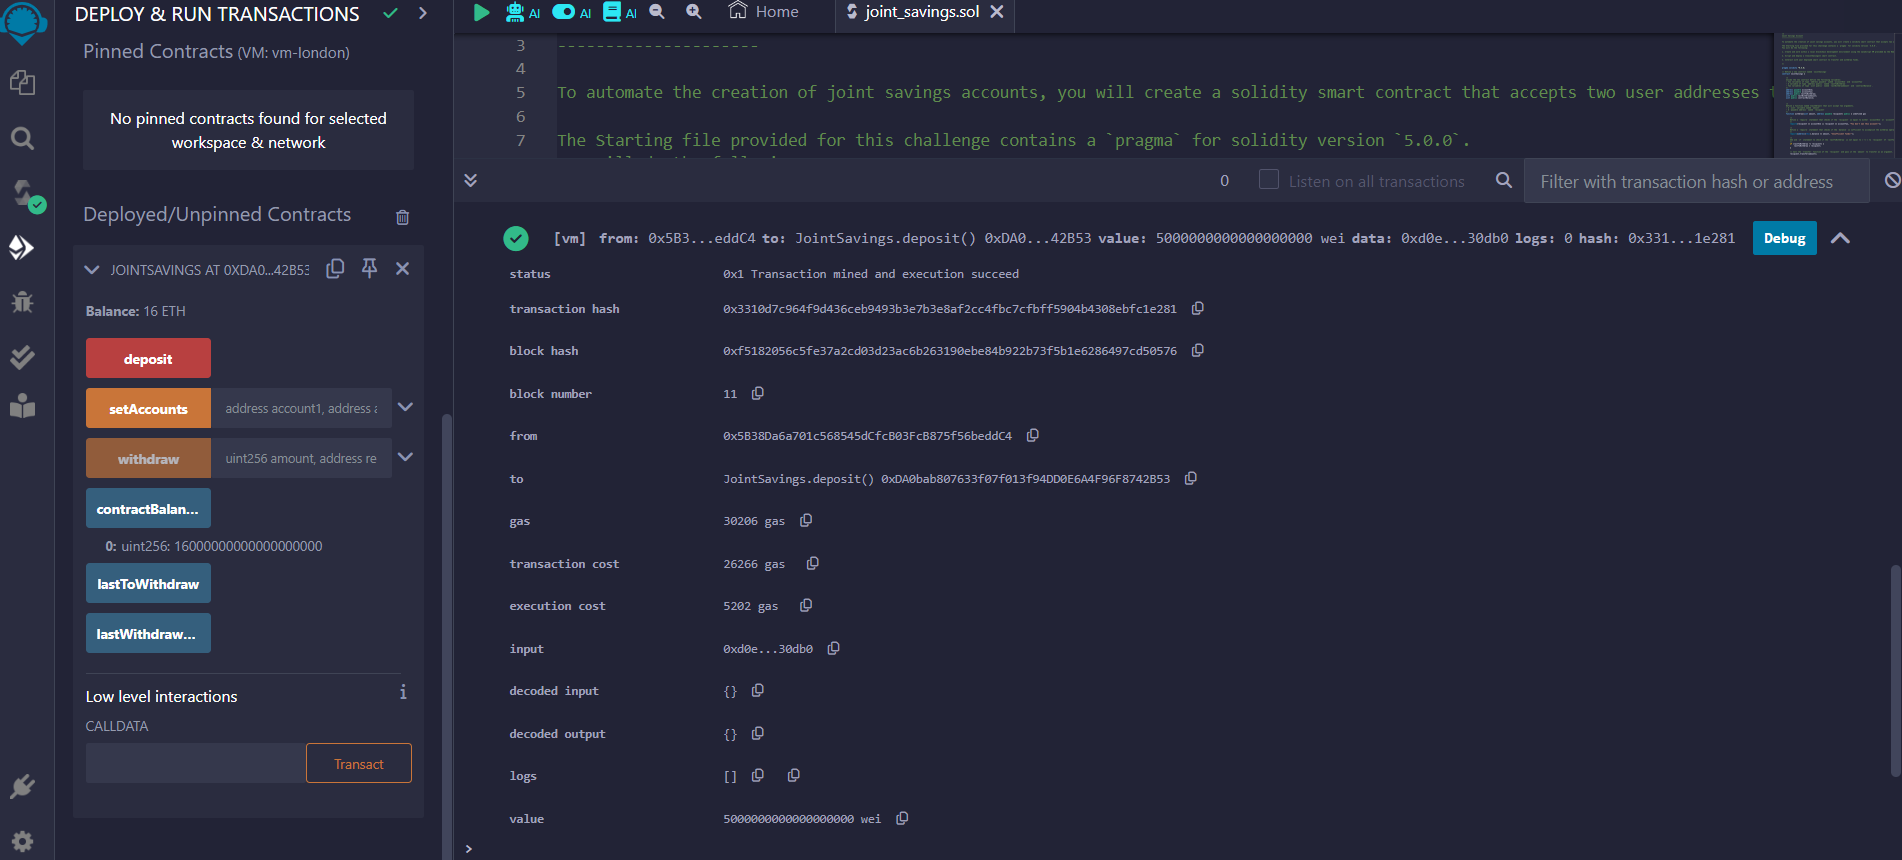 DEPLOY & RUN TRANSACTIONS
Pinned Contracts (VM: vm-london)
No pinned contracts found for selected
workspace & network
Deployed/Unpinned Contracts
JOINTSAVINGS AT 0XDA0...42B53
Balance: 16 ETH
deposit
setAccounts address account1, address a
withdraw uint256 amount, address re
contractBalan...
0: uint256: 16000000000000000000
lastToWithdraw
lastWithdraw...
Low level interactions i
CALLDATA
Transact
AI AI AI Home joint_savings.sol
3 ---------------------
4
5 To automate the creation of joint savings accounts, you will create a solidity smart contract that accepts two user addresses
6
7 The Starting file provided for this challenge contains a `pragma` for solidity version `5.0.0`.
0 Listen on all transactions Filter with transaction hash or address
[vm] from: 0x5B3...eddC4 to: JointSavings.deposit() 0xDA0...42B53 value: 5000000000000000000 wei data: 0xd0e...30db0 logs: 0 hash: 0x331...1e281 Debug
status 0x1 Transaction mined and execution succeed
transaction hash 0x3310d7c964f9d436ceb9493b3e7b3e8af2cc4fbc7cfbff5904b4308ebfc1e281
block hash 0xf5182056c5fe37a2cd03d23ac6b263190ebe84b922b73f5b1e6286497cd50576
block number 11
from 0x5B38Da6a701c568545dCfcB03FcB875f56beddC4
to JointSavings.deposit() 0xDA0bab807633f07f013f94DD0E6A4F96F8742B53
gas 30206 gas
transaction cost 26266 gas
execution cost 5202 gas
input 0xd0e...30db0
decoded input {}
decoded output {}
logs []
value 5000000000000000000 wei
>